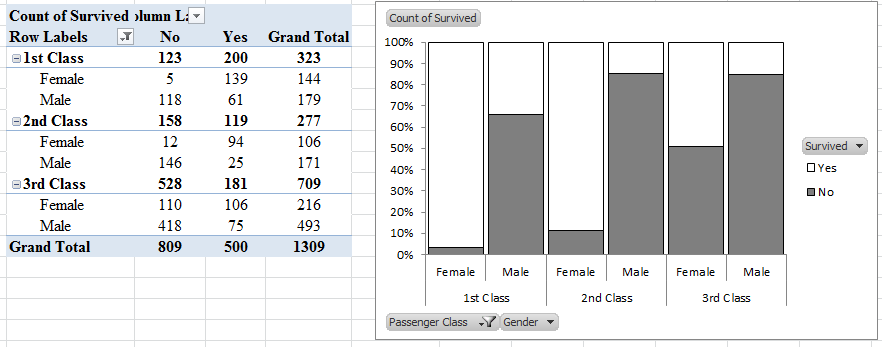 Count of Survived olumn La
Row Labels No Yes Grand Total
1st Class 123 200 323
Female 5 139 144
Male 118 61 179
2nd Class 158 119 277
Female 12 94 106
Male 146 25 171
3rd Class 528 181 709
Female 110 106 216
Male 418 75 493
Grand Total 809 500 1309
Count of Survived
100%
90%
80%
70%
60%
50%
40%
30%
20%
10%
0%
Female Male Female Male Female Male
1st Class 2nd Class 3rd Class
Survived
Yes
No
Passenger Class Gender